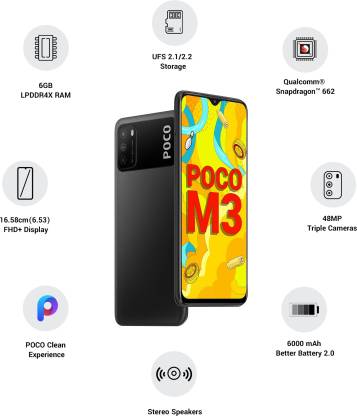 UFS 2.1/2.2
Storage
6GB
LPDDR4X RAM
Qualcomm®
Snapdragon™ 662
POCO
POCO
M3
16.58cm(6.53)
FHD+ Display
48MP
Triple Cameras
POCO Clean
Experience
6000 mAh
Better Battery 2.0
Stereo Speakers